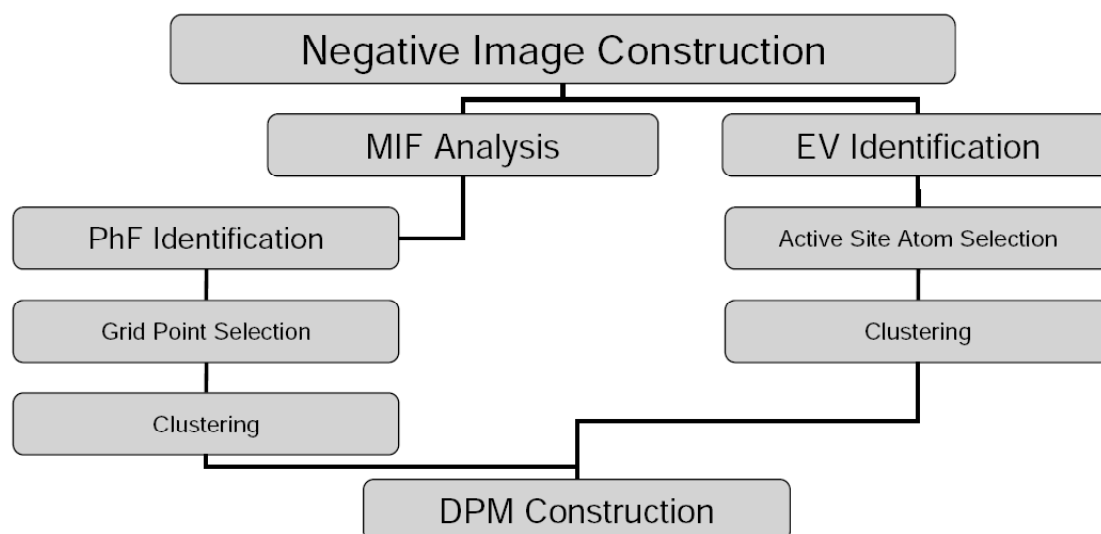 Negative Image Construction
MIF Analysis
EV Identification
PhF Identification
Active Site Atom Selection
Grid Point Selection
Clustering
Clustering
DPM Construction